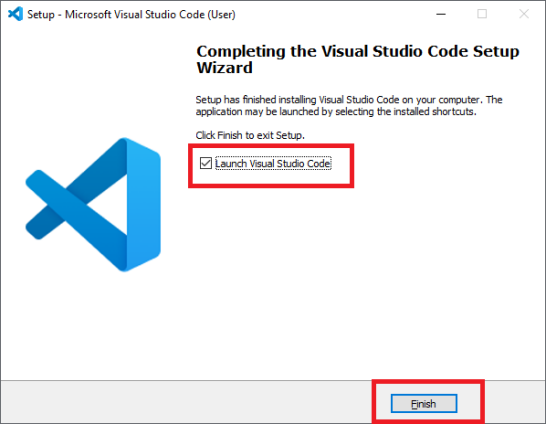 Setup - Microsoft Visual Studio Code (User)
Completing the Visual Studio Code Setup
Wizard
Setup has finished installing Visual Studio Code on your computer. The
application may be launched by selecting the installed shortcuts.
Click Finish to exit Setup.
Launch Visual Studio Code
Finish